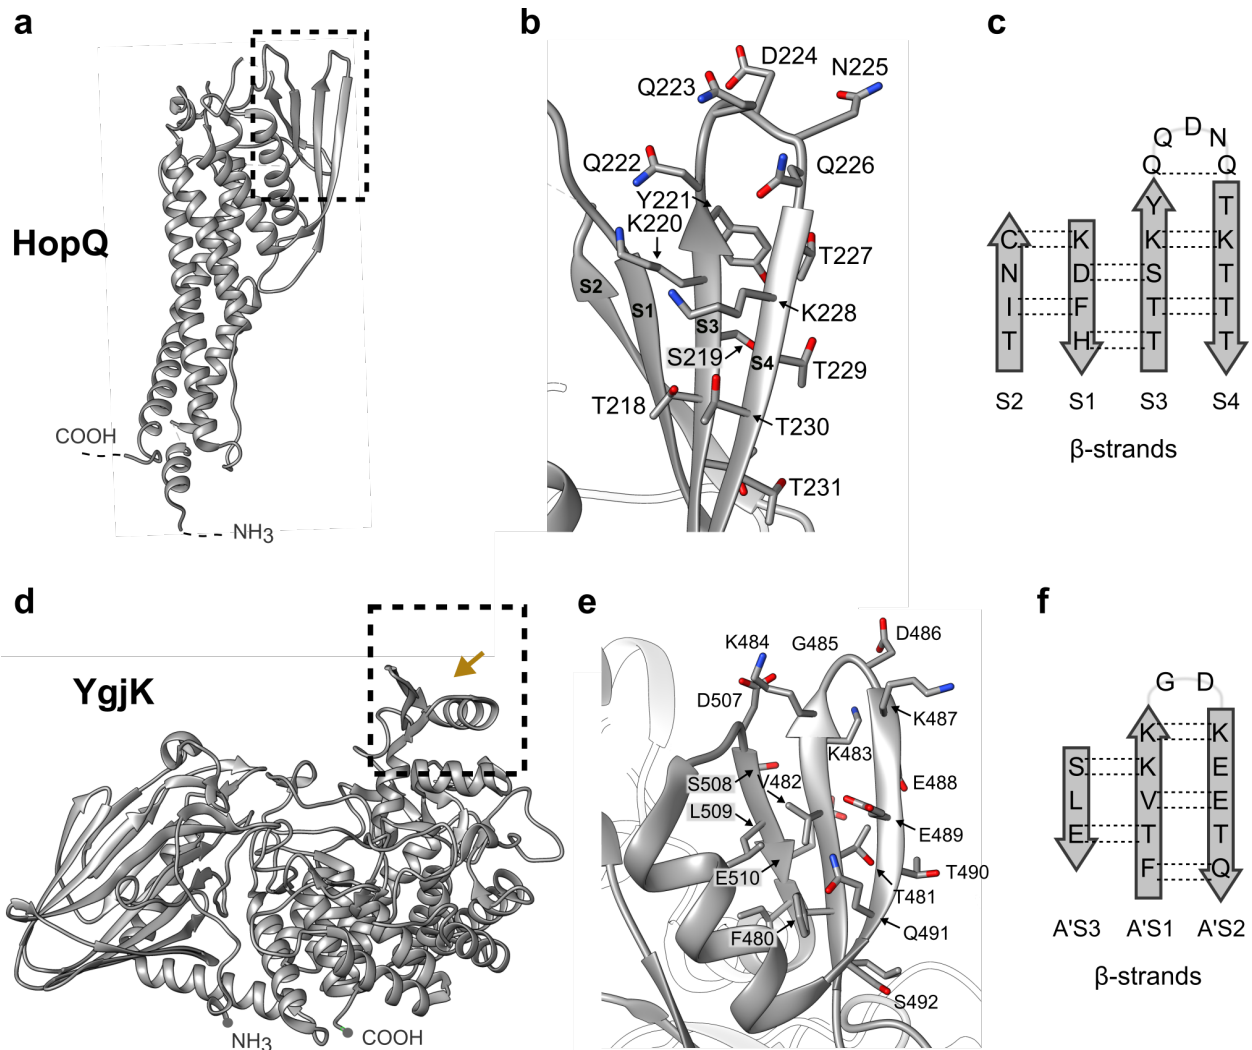 a
HopQ
COOH
NH3
b
D224
N225
Q223
Q222
Q226
Y221
K220
T227
S2
S1
S3
K228
S219
S4
T229
T218
T230
T231
c
Q D N
Q Q
Y T
C K K K
N D S T
I F T T
T H T T
S2 S1 S3 S4
β-strands
d
YgjK
NH3
COOH
e
D486
K484
G485
D507
K487
K483
S508
V482
E488
L509
E489
E510
T490
T481
F480
Q491
S492
f
G D
K K
S K E
L V E
E T T
F Q
A'S3 A'S1 A'S2
β-strands